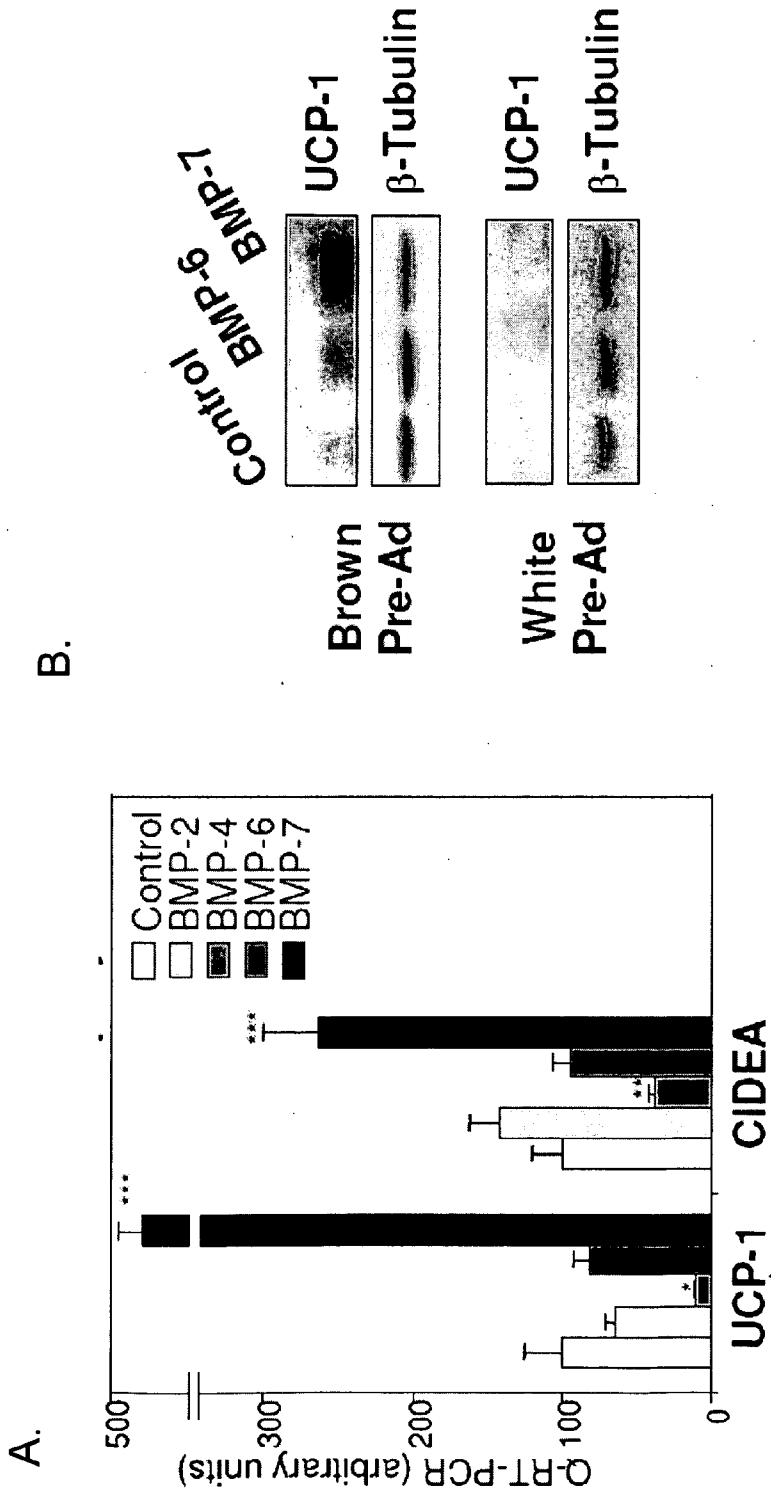 A.
Q-RT-PCR (arbitrary units)
500
300
200
100
0
Control
BMP-2
BMP-4
BMP-6
BMP-7
***
*
***
**
UCP-1
CIDEA
B.
Control
BMP-6
BMP-7
Brown
Pre-Ad
UCP-1
β-Tubulin
White
Pre-Ad
UCP-1
β-Tubulin